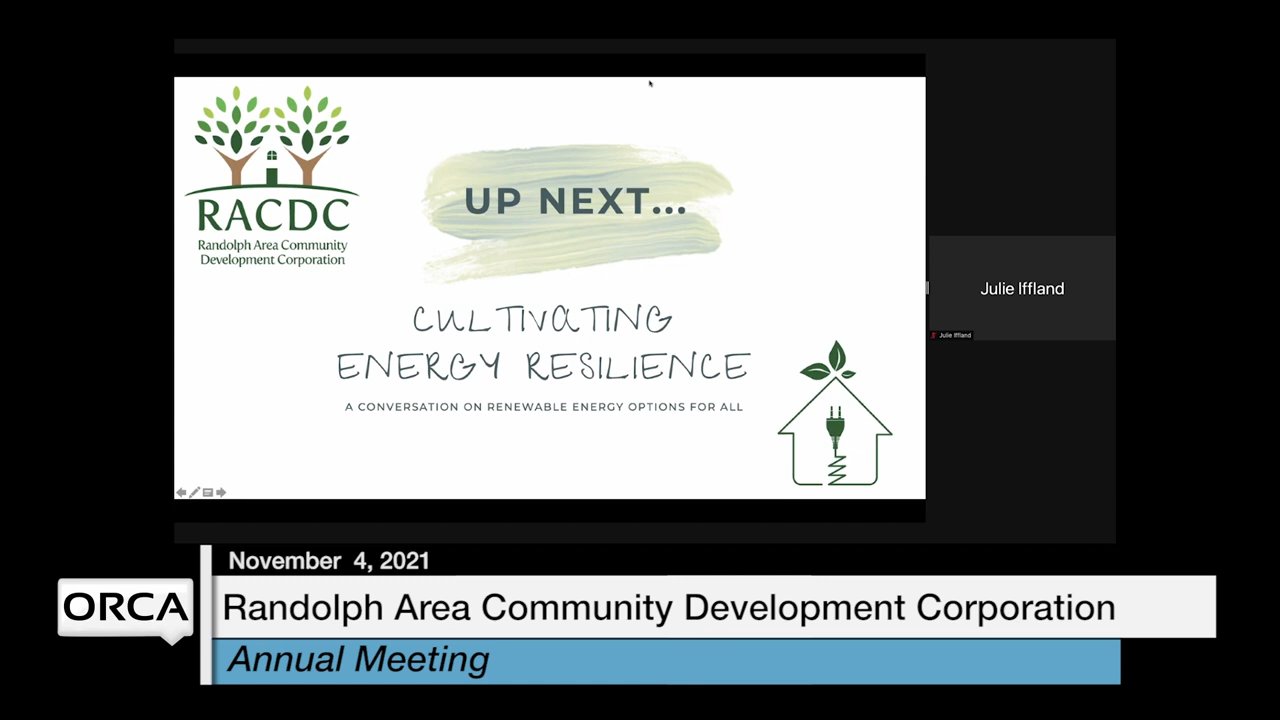 RACDC
Randolph Area Community
Development Corporation
UP NEXT...
CULTIVATING
ENERGY RESILIENCE
A CONVERSATION ON RENEWABLE ENERGY OPTIONS FOR ALL
Julie Iffland
Julie Iffland
November 4, 2021
ORCA
Randolph Area Community Development Corporation
Annual Meeting